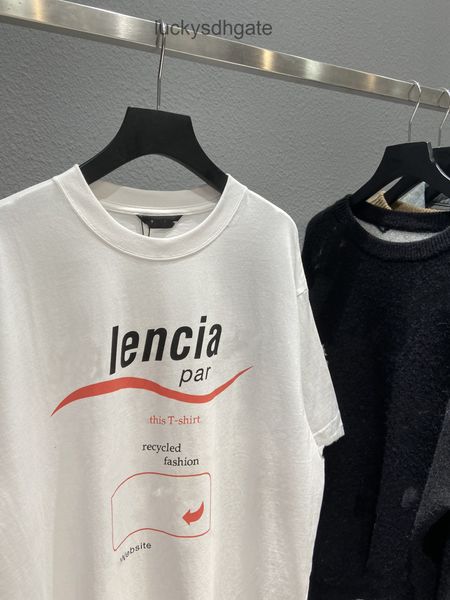 luckysdhgate
lencia
par
this T-shirt
recycled
fashion
website